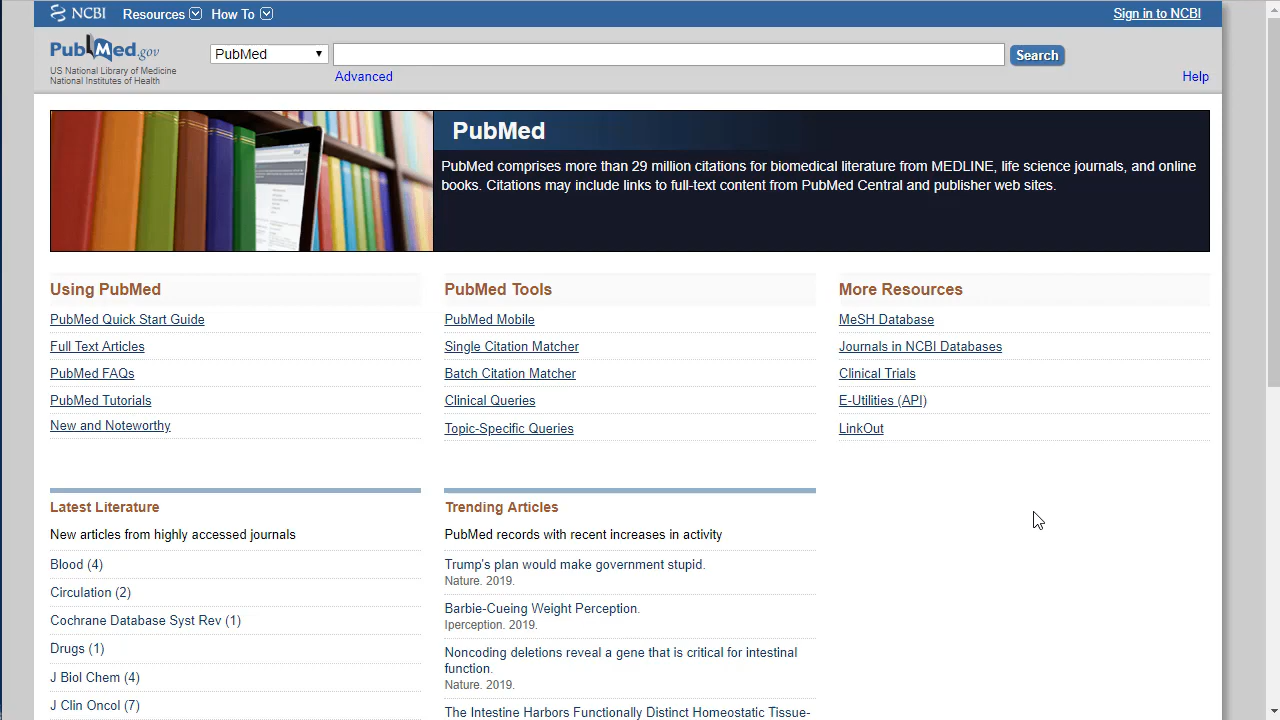 NCBI Resources How To Sign in to NCBI
PubMed.gov
US National Library of Medicine
National Institutes of Health
PubMed
Search
Advanced
Help
PubMed
PubMed comprises more than 29 million citations for biomedical literature from MEDLINE, life science journals, and online
books. Citations may include links to full-text content from PubMed Central and publisher web sites.
Using PubMed
PubMed Quick Start Guide
Full Text Articles
PubMed FAQs
PubMed Tutorials
New and Noteworthy
PubMed Tools
PubMed Mobile
Single Citation Matcher
Batch Citation Matcher
Clinical Queries
Topic-Specific Queries
More Resources
MeSH Database
Journals in NCBI Databases
Clinical Trials
E-Utilities (API)
LinkOut
Latest Literature
New articles from highly accessed journals
Blood (4)
Circulation (2)
Cochrane Database Syst Rev (1)
Drugs (1)
J Biol Chem (4)
J Clin Oncol (7)
Trending Articles
PubMed records with recent increases in activity
Trump's plan would make government stupid.
Nature. 2019.
Barbie-Cueing Weight Perception.
Iperception. 2019.
Noncoding deletions reveal a gene that is critical for intestinal
function.
Nature. 2019.
The Intestine Harbors Functionally Distinct Homeostatic Tissue-